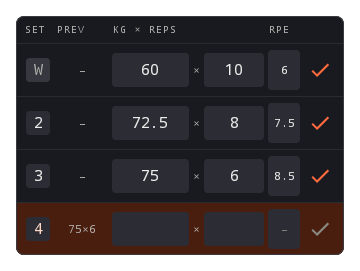 SET PREV KG × REPS RPE
W – 60 × 10 6
2 – 72.5 × 8 7.5
3 – 75 × 6 8.5
4 75×6 × –